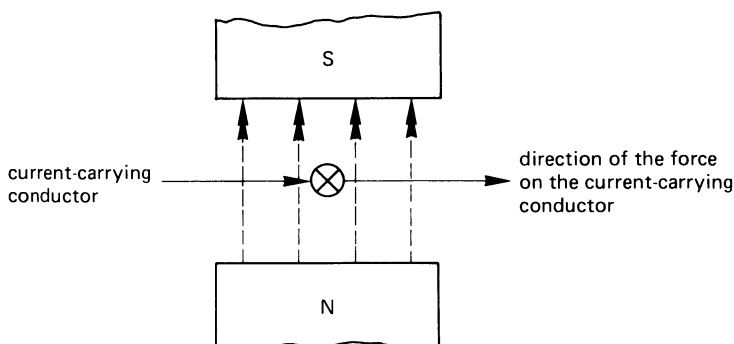 S
current-carrying
conductor
direction of the force
on the current-carrying
conductor
N